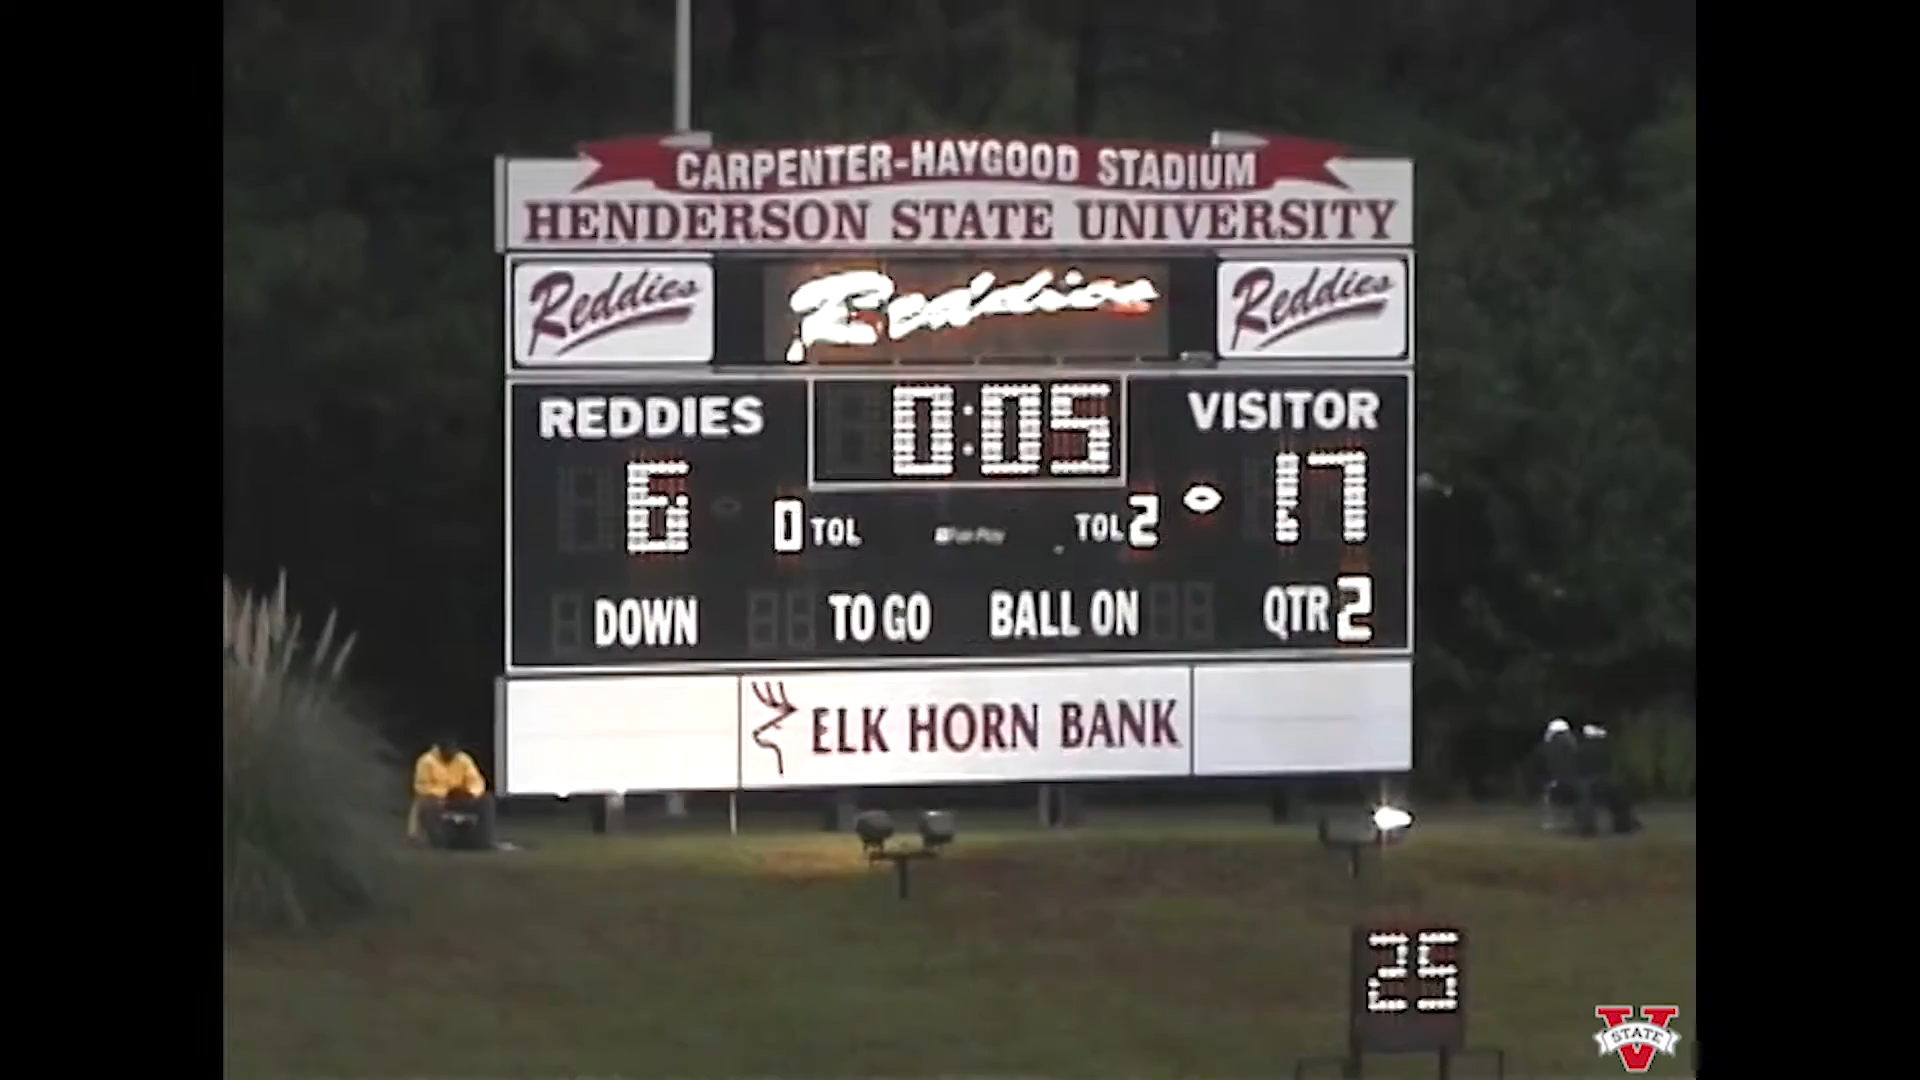 CARPENTER-HAYGOOD STADIUM
HENDERSON STATE UNIVERSITY
Reddies Reddies Reddies
REDDIES 0:05 VISITOR
6 0 TOL TOL 2 17
DOWN TO GO BALL ON QTR 2
ELK HORN BANK
25
V STATE